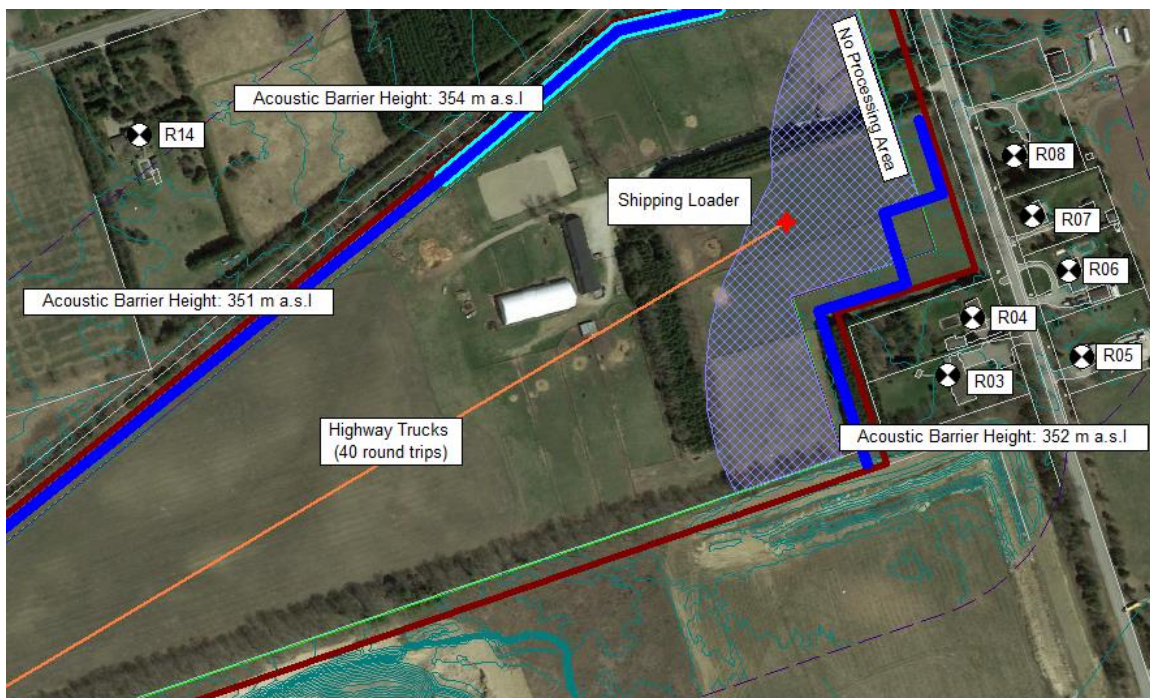 No Processing Area
Acoustic Barrier Height: 354 m a.s.l
R14
R08
Shipping Loader
R07
R06
Acoustic Barrier Height: 351 m a.s.l
R04
R05
R03
Highway Trucks
(40 round trips)
Acoustic Barrier Height: 352 m a.s.l